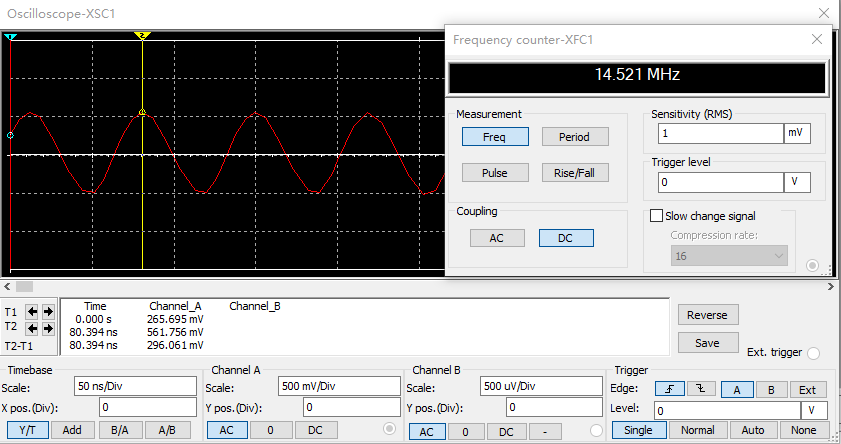 Oscilloscope-XSC1
1
2
Frequency counter-XFC1
14.521 MHz
Measurement
Freq
Period
Pulse
Rise/Fall
Coupling
AC
DC
Sensitivity (RMS)
1 mV
Trigger level
0 V
Slow change signal
Compression rate:
16
T1
T2
T2-T1
Time Channel_A Channel_B
0.000 s 265.695 mV
80.394 ns 561.756 mV
80.394 ns 296.061 mV
Reverse
Save
Ext. trigger
Timebase
Scale: 50 ns/Div
X pos.(Div): 0
Y/T Add B/A A/B
Channel A
Scale: 500 mV/Div
Y pos.(Div): 0
AC 0 DC
Channel B
Scale: 500 uV/Div
Y pos.(Div): 0
AC 0 DC -
Trigger
Edge: A B Ext
Level: 0 V
Single Normal Auto None